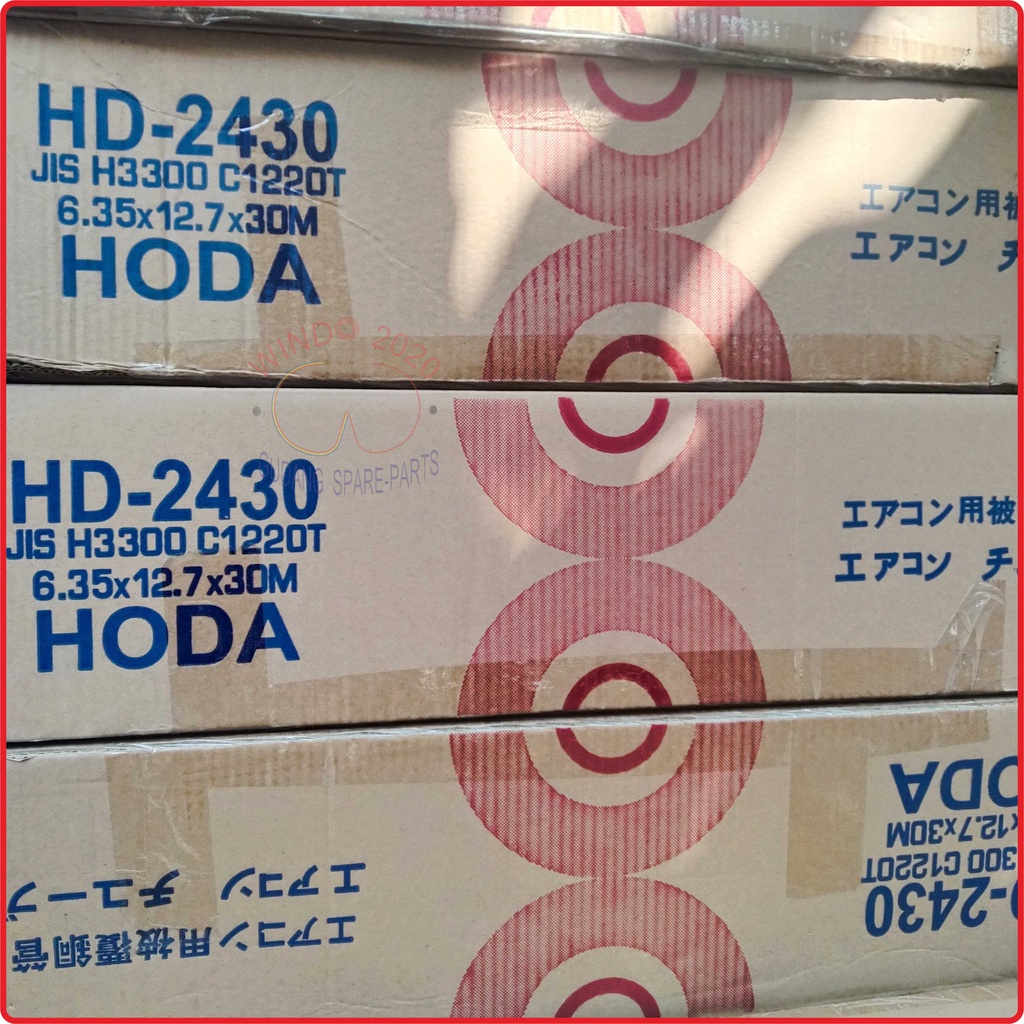 HD-2430
JIS H3300 C1220T
6.35x12.7x30M
HODA
エアコン用被
エアコン チ
WINDO 2020
GUDANG SPARE-PARTS
HD-2430
JIS H3300 C1220T
6.35x12.7x30M
HODA
エアコン用被
エアコン チ
エアコン用被覆銅管
エアコン チューブ
-2430
300 C1220T
x12.7x30M
ODA